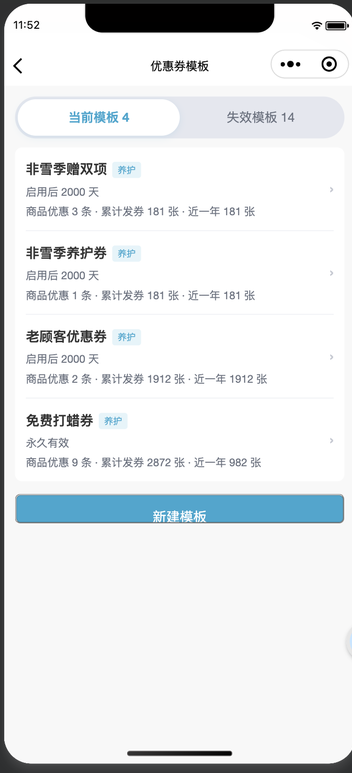 11:52
优惠券模板
当前模板 4
失效模板 14
非雪季赠双项 养护
启用后 2000 天
商品优惠 3 条 · 累计发券 181 张 · 近一年 181 张
非雪季养护券 养护
启用后 2000 天
商品优惠 1 条 · 累计发券 181 张 · 近一年 181 张
老顾客优惠券 养护
启用后 2000 天
商品优惠 2 条 · 累计发券 1912 张 · 近一年 1912 张
免费打蜡券 养护
永久有效
商品优惠 9 条 · 累计发券 2872 张 · 近一年 982 张
新建模板